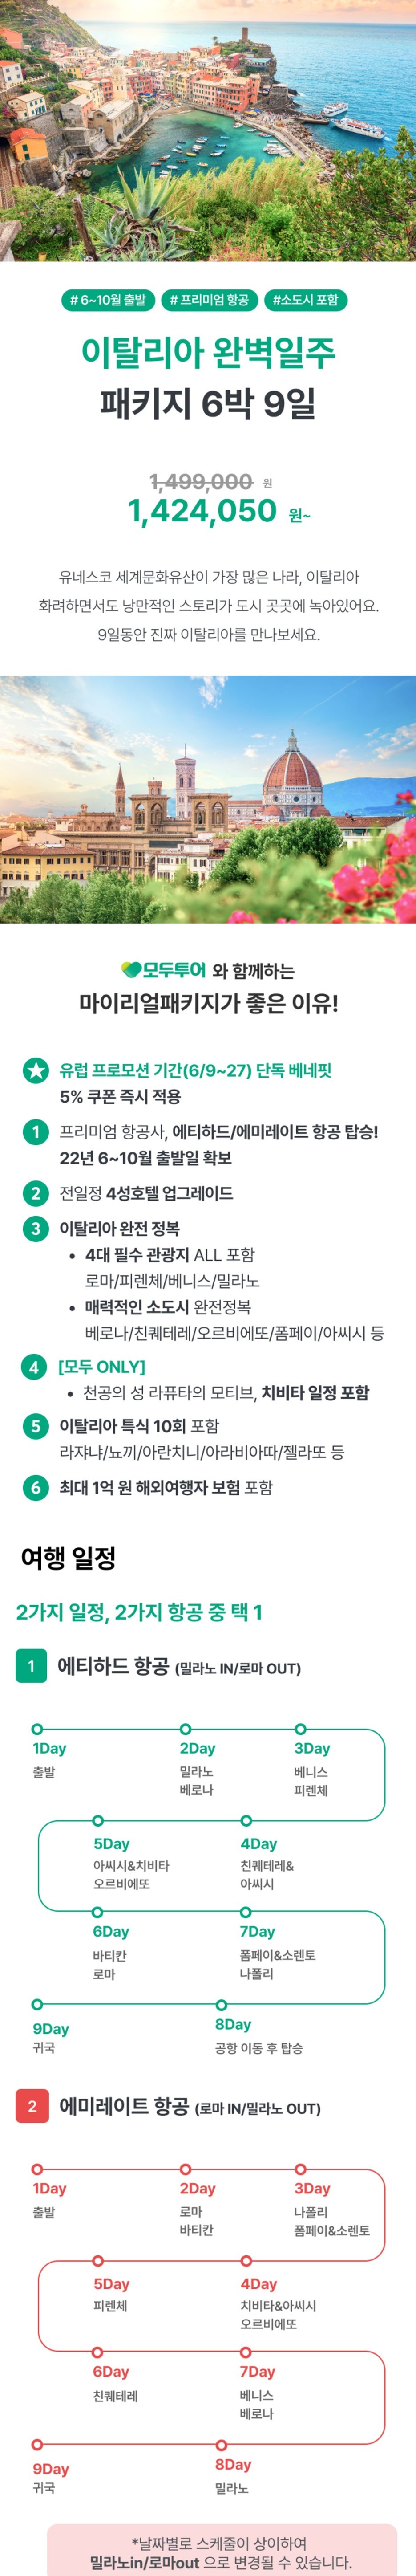 # 6~10월 출발
# 프리미엄 항공
#소도시 포함
이탈리아 완벽일주
패키지 6박 9일
1,499,000 원
1,424,050 원~
유네스코 세계문화유산이 가장 많은 나라, 이탈리아
화려하면서도 낭만적인 스토리가 도시 곳곳에 녹아있어요.
9일동안 진짜 이탈리아를 만나보세요.
모두투어 와 함께하는
마이리얼패키지가 좋은 이유!
유럽 프로모션 기간(6/9~27) 단독 베네핏
5% 쿠폰 즉시 적용
1 프리미엄 항공사, 에티하드/에미레이트 항공 탑승!
22년 6~10월 출발일 확보
2 전일정 4성호텔 업그레이드
3 이탈리아 완전 정복
• 4대 필수 관광지 ALL 포함
로마/피렌체/베니스/밀라노
• 매력적인 소도시 완전정복
베로나/친퀘테레/오르비에또/폼페이/아씨시 등
4 [모두 ONLY]
• 천공의 성 라퓨타의 모티브, 치비타 일정 포함
5 이탈리아 특식 10회 포함
라쟈냐/뇨끼/아란치니/아라비아따/젤라또 등
6 최대 1억 원 해외여행자 보험 포함
여행 일정
2가지 일정, 2가지 항공 중 택 1
1 에티하드 항공 (밀라노 IN/로마 OUT)
1Day
출발
2Day
밀라노
베로나
3Day
베니스
피렌체
5Day
아씨시&치비타
오르비에또
4Day
친퀘테레&
아씨시
6Day
바티칸
로마
7Day
폼페이&소렌토
나폴리
9Day
귀국
8Day
공항 이동 후 탑승
2 에미레이트 항공 (로마 IN/밀라노 OUT)
1Day
출발
2Day
로마
바티칸
3Day
나폴리
폼페이&소렌토
5Day
피렌체
4Day
치비타&아씨시
오르비에또
6Day
친퀘테레
7Day
베니스
베로나
9Day
귀국
8Day
밀라노
*날짜별로 스케줄이 상이하여
밀라노in/로마out 으로 변경될 수 있습니다.